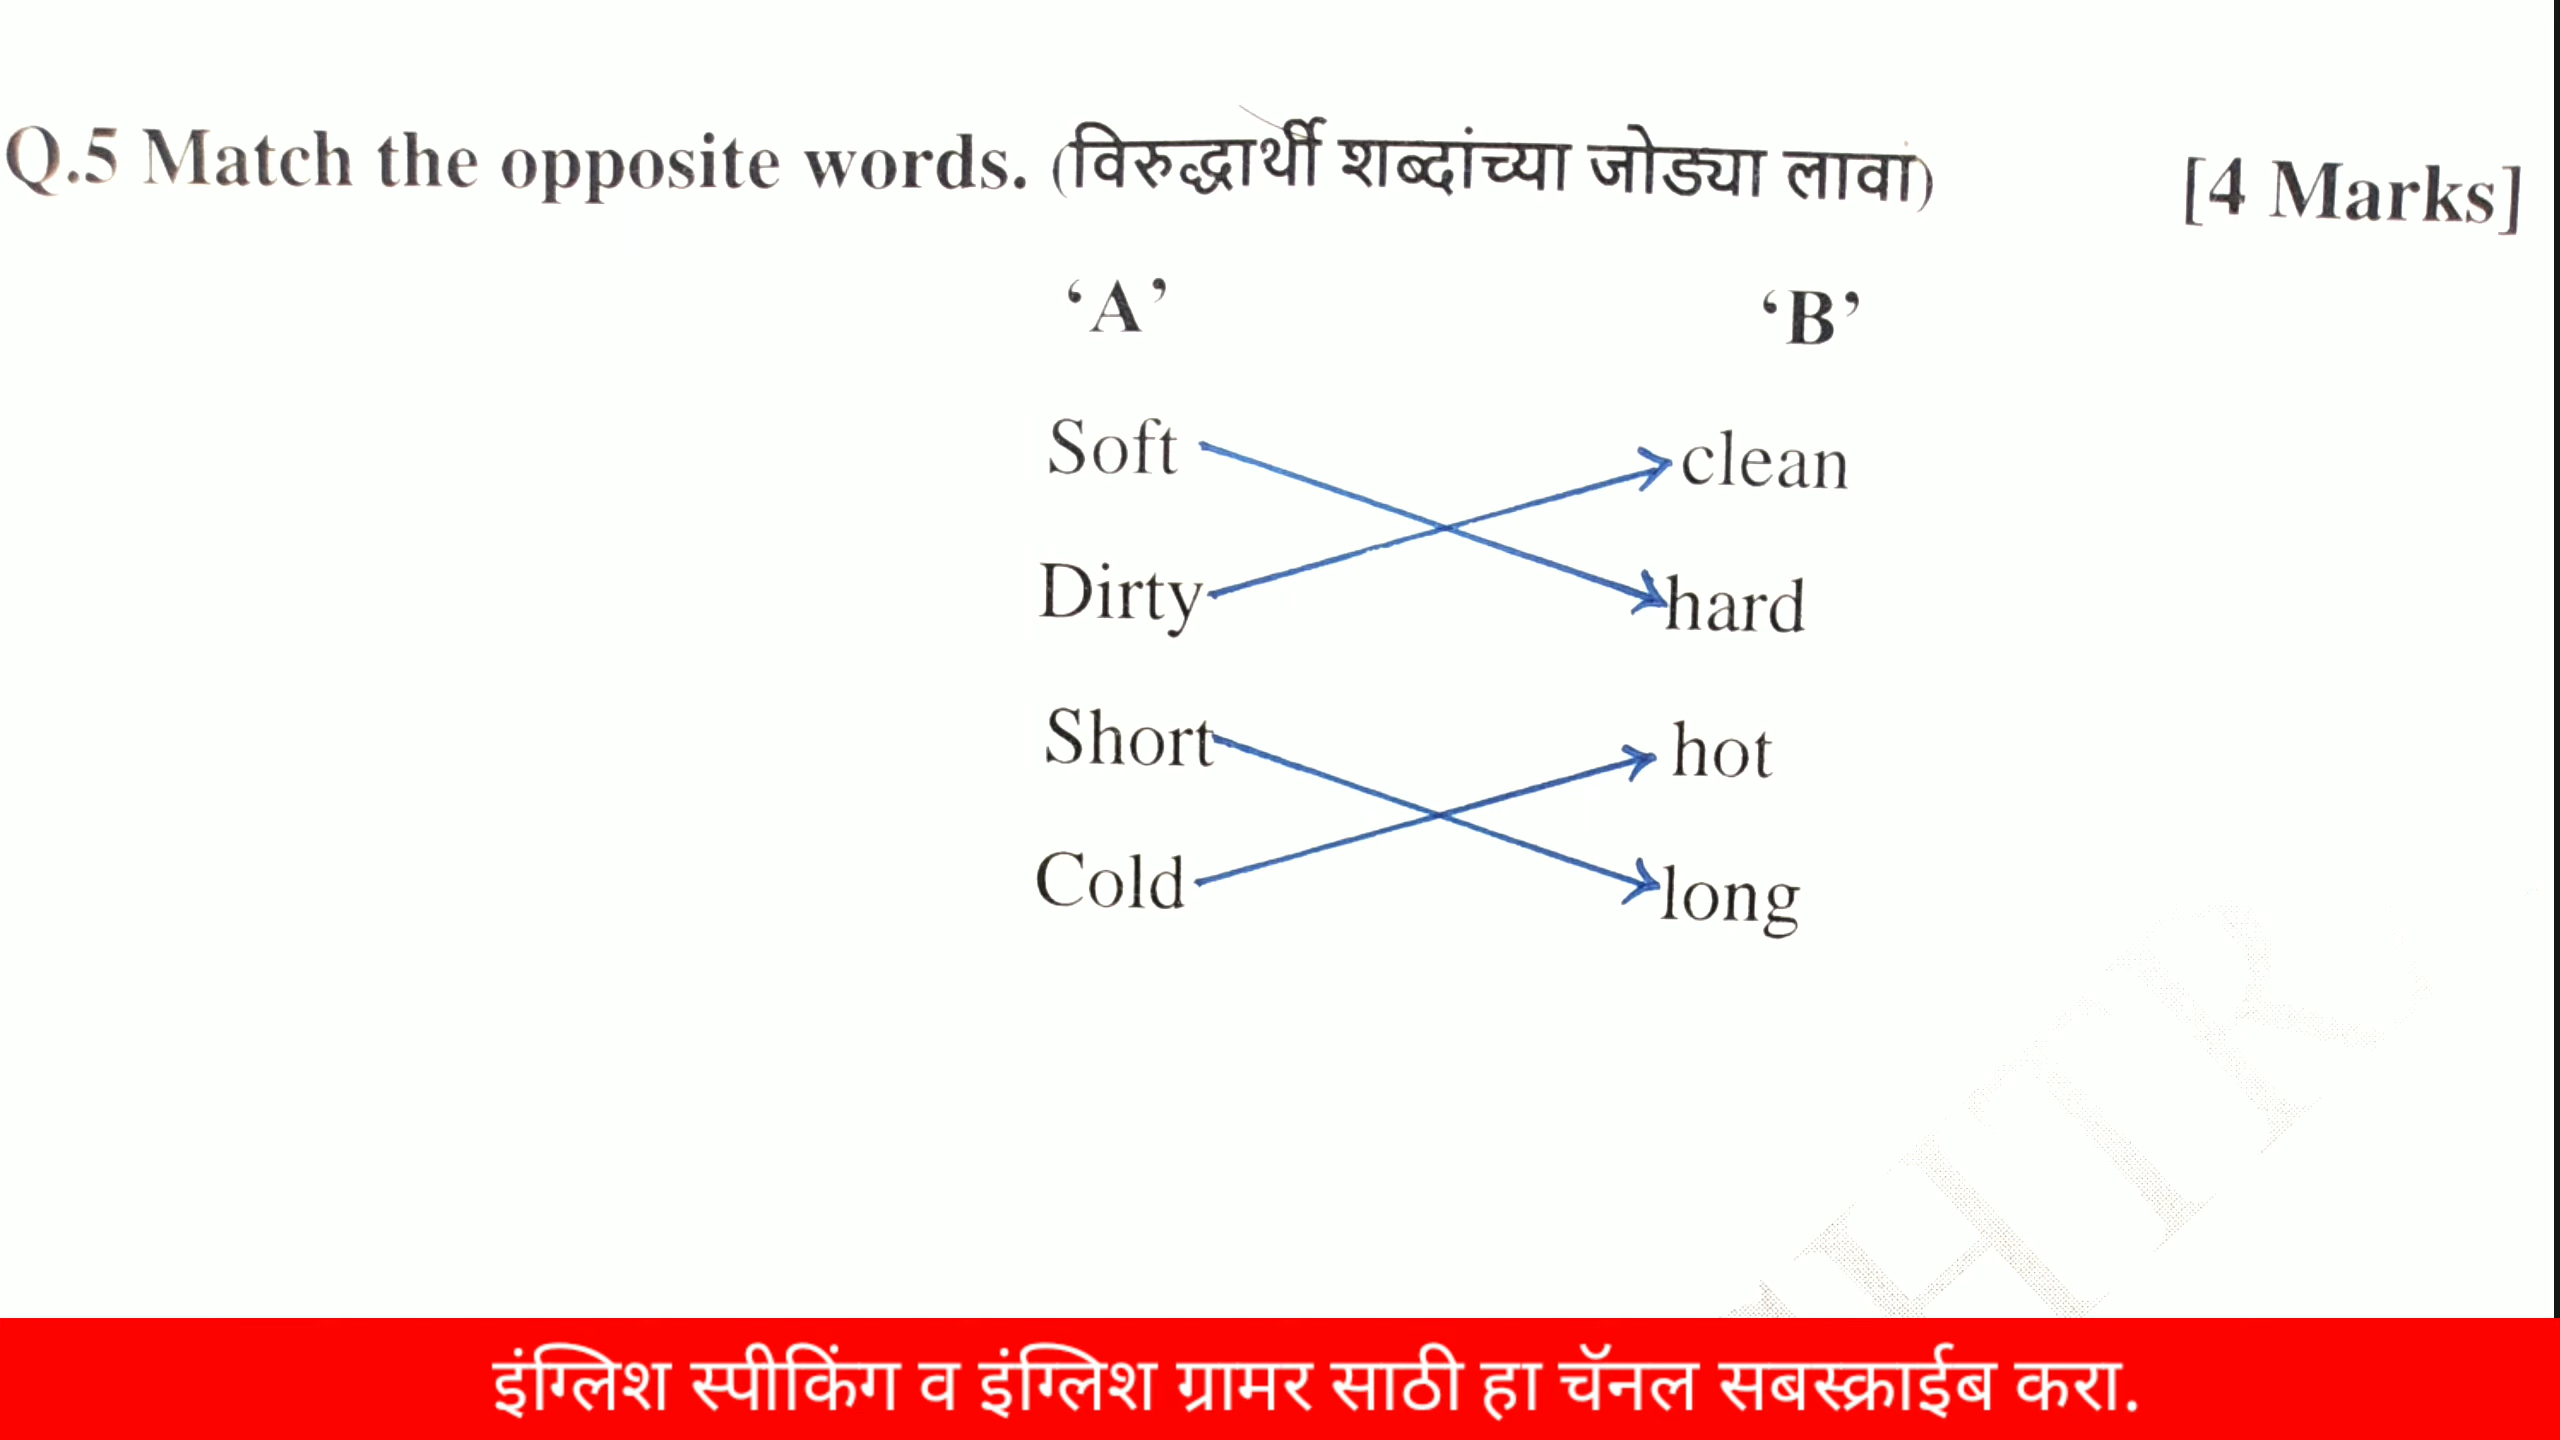 Q.5 Match the opposite words. (विरुद्धार्थी शब्दांच्या जोड्या लावा) [4 Marks]
‘A’ ‘B’
Soft clean
Dirty hard
Short hot
Cold long
इंग्लिश स्पीकिंग व इंग्लिश ग्रामर साठी हा चॅनल सबस्क्राईब करा.